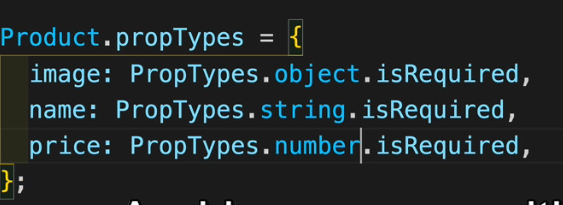 Product.propTypes = {
image: PropTypes.object.isRequired,
name: PropTypes.string.isRequired,
price: PropTypes.number.isRequired,
};